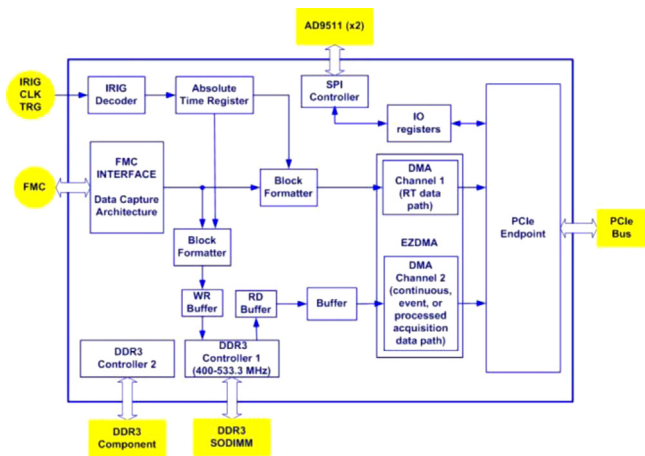 AD9511 (x2)
IRIG
CLK
TRG
IRIG
Decoder
Absolute
Time Register
SPI
Controller
IO
registers
FMC
FMC
INTERFACE
Data Capture
Architecture
Block
Formatter
DMA
Channel 1
(RT data
path)
PCIe
Endpoint
PCIe
Bus
Block
Formatter
EZDMA
WR
Buffer
RD
Buffer
Buffer
DMA
Channel 2
(continuous,
event, or
processed
acquisition
data path)
DDR3
Controller 2
DDR3
Controller 1
(400-533.3 MHz)
DDR3
Component
DDR3
SODIMM